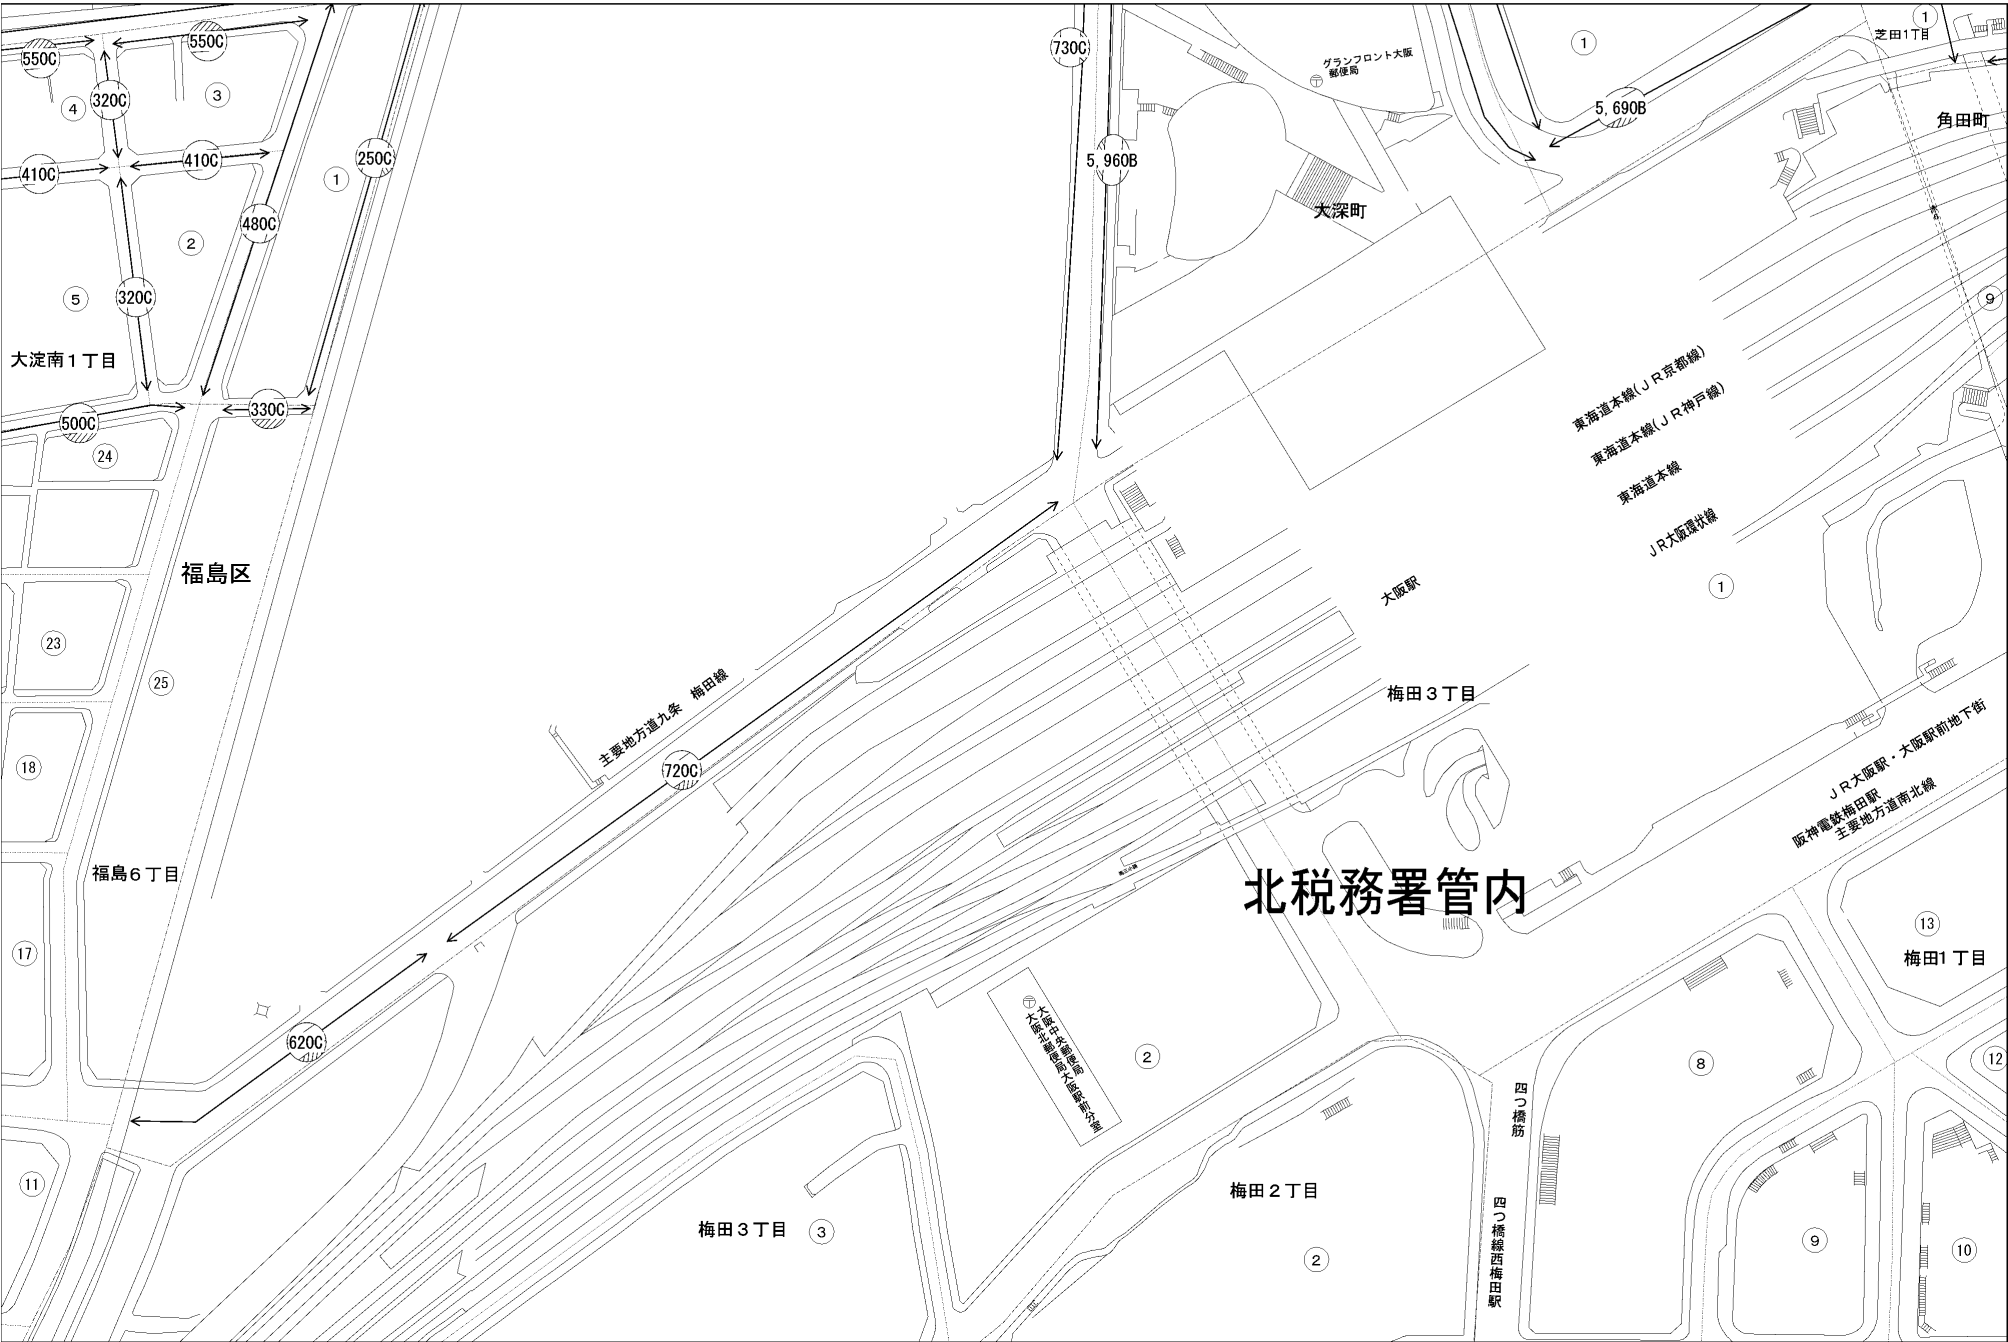 550C
550C
320C
④
③
410C
410C
250C
①
480C
②
⑤
320C
大淀南１丁目
500C
330C
㉔
福島区
㉓
㉕
⑱
福島６丁目
⑰
⑪
620C
720C
主要地方道九条　梅田線
730C
5,960B
グランフロント大阪
郵便局
大深町
①
5,690B
①
芝田１丁目
角田町
⑨
東海道本線(ＪＲ京都線)
東海道本線(ＪＲ神戸線)
東海道本線
ＪＲ大阪環状線
大阪駅
①
梅田３丁目
ＪＲ大阪駅・大阪駅前地下街
阪神電鉄梅田駅
主要地方道南北線
北税務署管内
⑬
梅田１丁目
〒
大阪中央郵便局
大阪北郵便局大阪駅前分室
②
⑧
⑫
四つ橋筋
梅田２丁目
四つ橋線西梅田駅
梅田３丁目
③
②
⑨
⑩